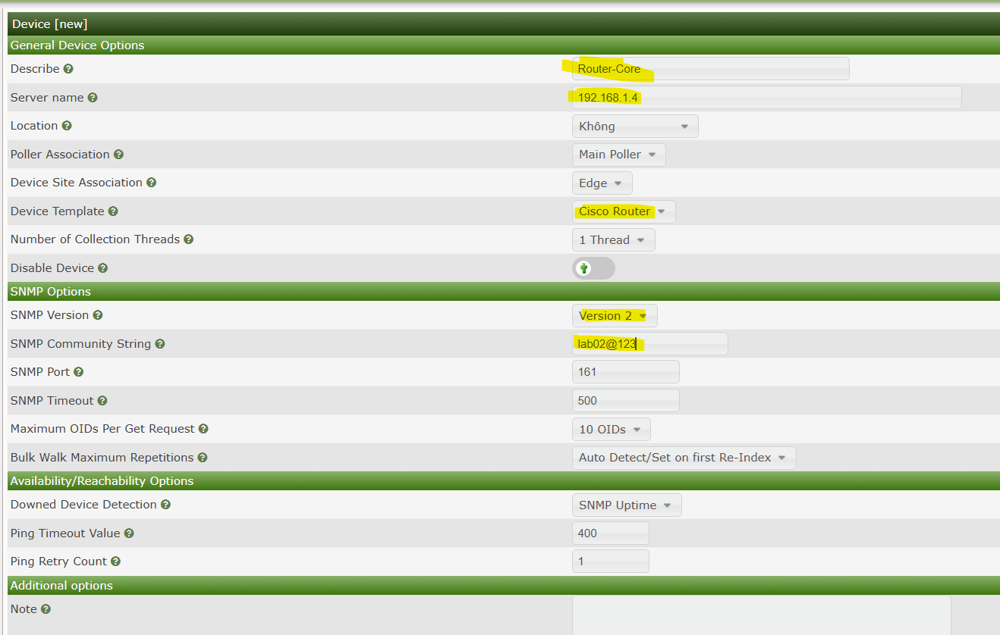 Device [new]
General Device Options
Describe Router-Core
Server name 192.168.1.4
Location Không
Poller Association Main Poller
Device Site Association Edge
Device Template Cisco Router
Number of Collection Threads 1 Thread
Disable Device
SNMP Options
SNMP Version Version 2
SNMP Community String lab02@123
SNMP Port 161
SNMP Timeout 500
Maximum OIDs Per Get Request 10 OIDs
Bulk Walk Maximum Repetitions Auto Detect/Set on first Re-Index
Availability/Reachability Options
Downed Device Detection SNMP Uptime
Ping Timeout Value 400
Ping Retry Count 1
Additional options
Note